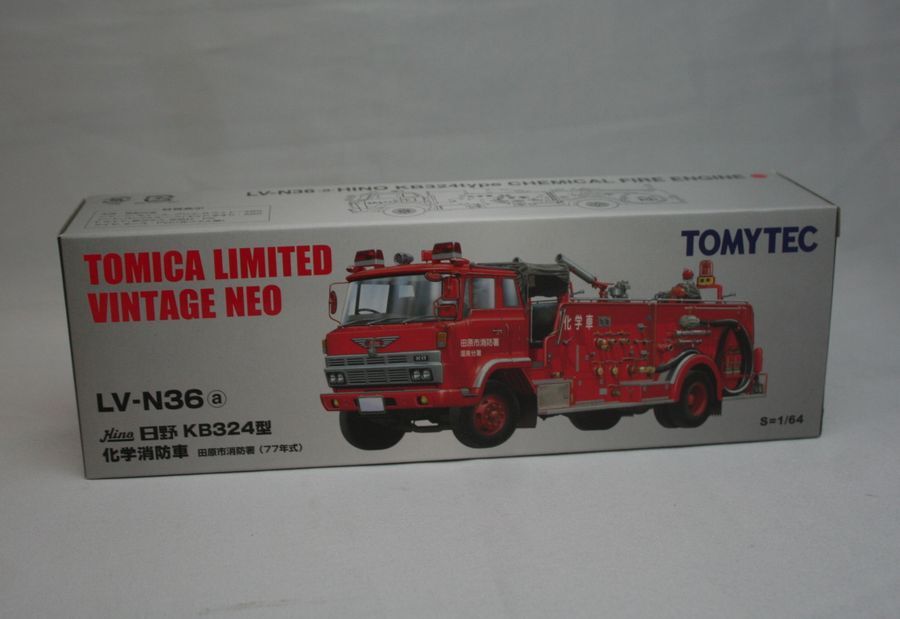 LV-N36 a HINO KB324type CHEMICAL FIRE ENGINE
TOMICA LIMITED
VINTAGE NEO
TOMYTEC
LV-N36 a
Hino 日野 KB324型
化学消防車 田原市消防署 (77年式)
化学車
田原市消防署
S=1/64